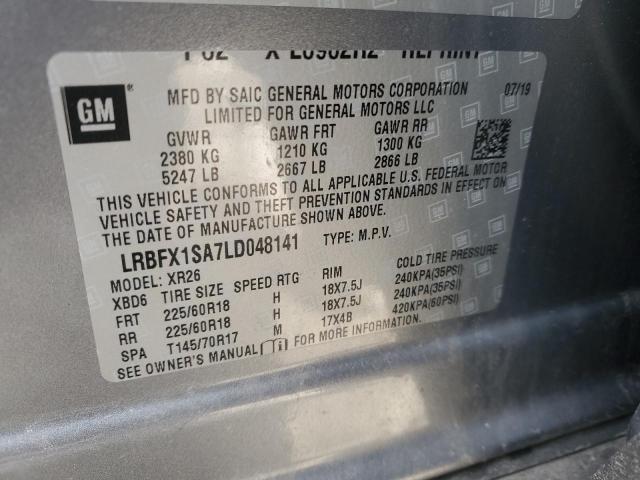 REPRINT
GM
MFD BY SAIC GENERAL MOTORS CORPORATION 07/19
LIMITED FOR GENERAL MOTORS LLC
GVWR GAWR FRT GAWR RR
2380 KG 1210 KG 1300 KG
5247 LB 2667 LB 2866 LB
THIS VEHICLE CONFORMS TO ALL APPLICABLE U.S. FEDERAL MOTOR
VEHICLE SAFETY AND THEFT PREVENTION STANDARDS IN EFFECT ON
THE DATE OF MANUFACTURE SHOWN ABOVE.
LRBFX1SA7LD048141 TYPE: M.P.V.
MODEL: XR26
XBD6 TIRE SIZE SPEED RTG RIM COLD TIRE PRESSURE
FRT 225/60R18 H 18X7.5J 240KPA(35PSI)
RR 225/60R18 H 18X7.5J 240KPA(35PSI)
SPA T145/70R17 M 17X4B 420KPA(60PSI)
SEE OWNER'S MANUAL FOR MORE INFORMATION.